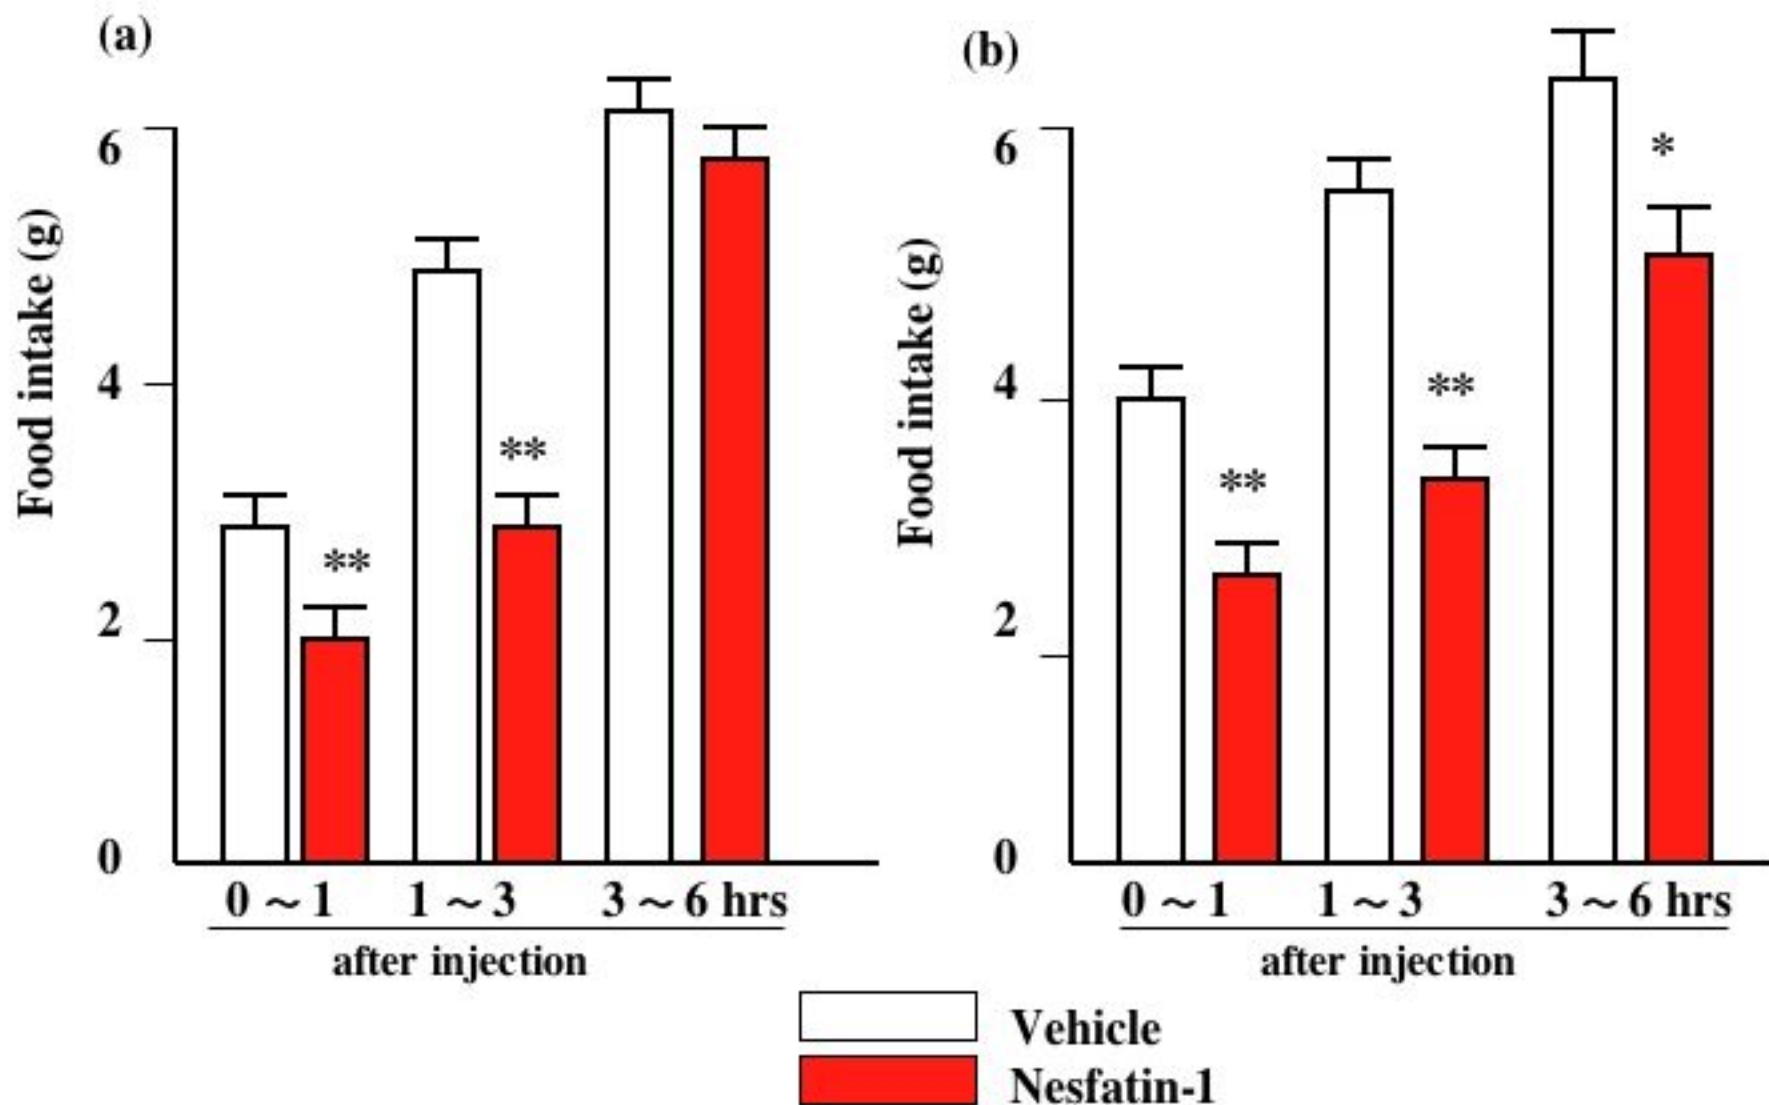 (a)
Food intake (g)
6
4
2
0
**
**
0 ~ 1 1 ~ 3 3 ~ 6 hrs
after injection
(b)
Food intake (g)
6
4
2
0
**
**
*
0 ~ 1 1 ~ 3 3 ~ 6 hrs
after injection
Vehicle
Nesfatin-1